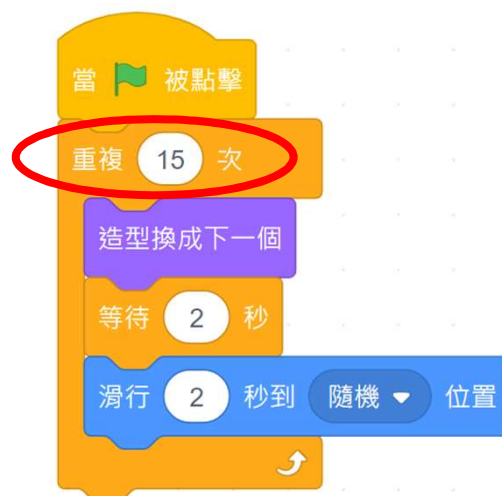 當 被點擊
重複 15 次
造型換成下一個
等待 2 秒
滑行 2 秒到 隨機 位置